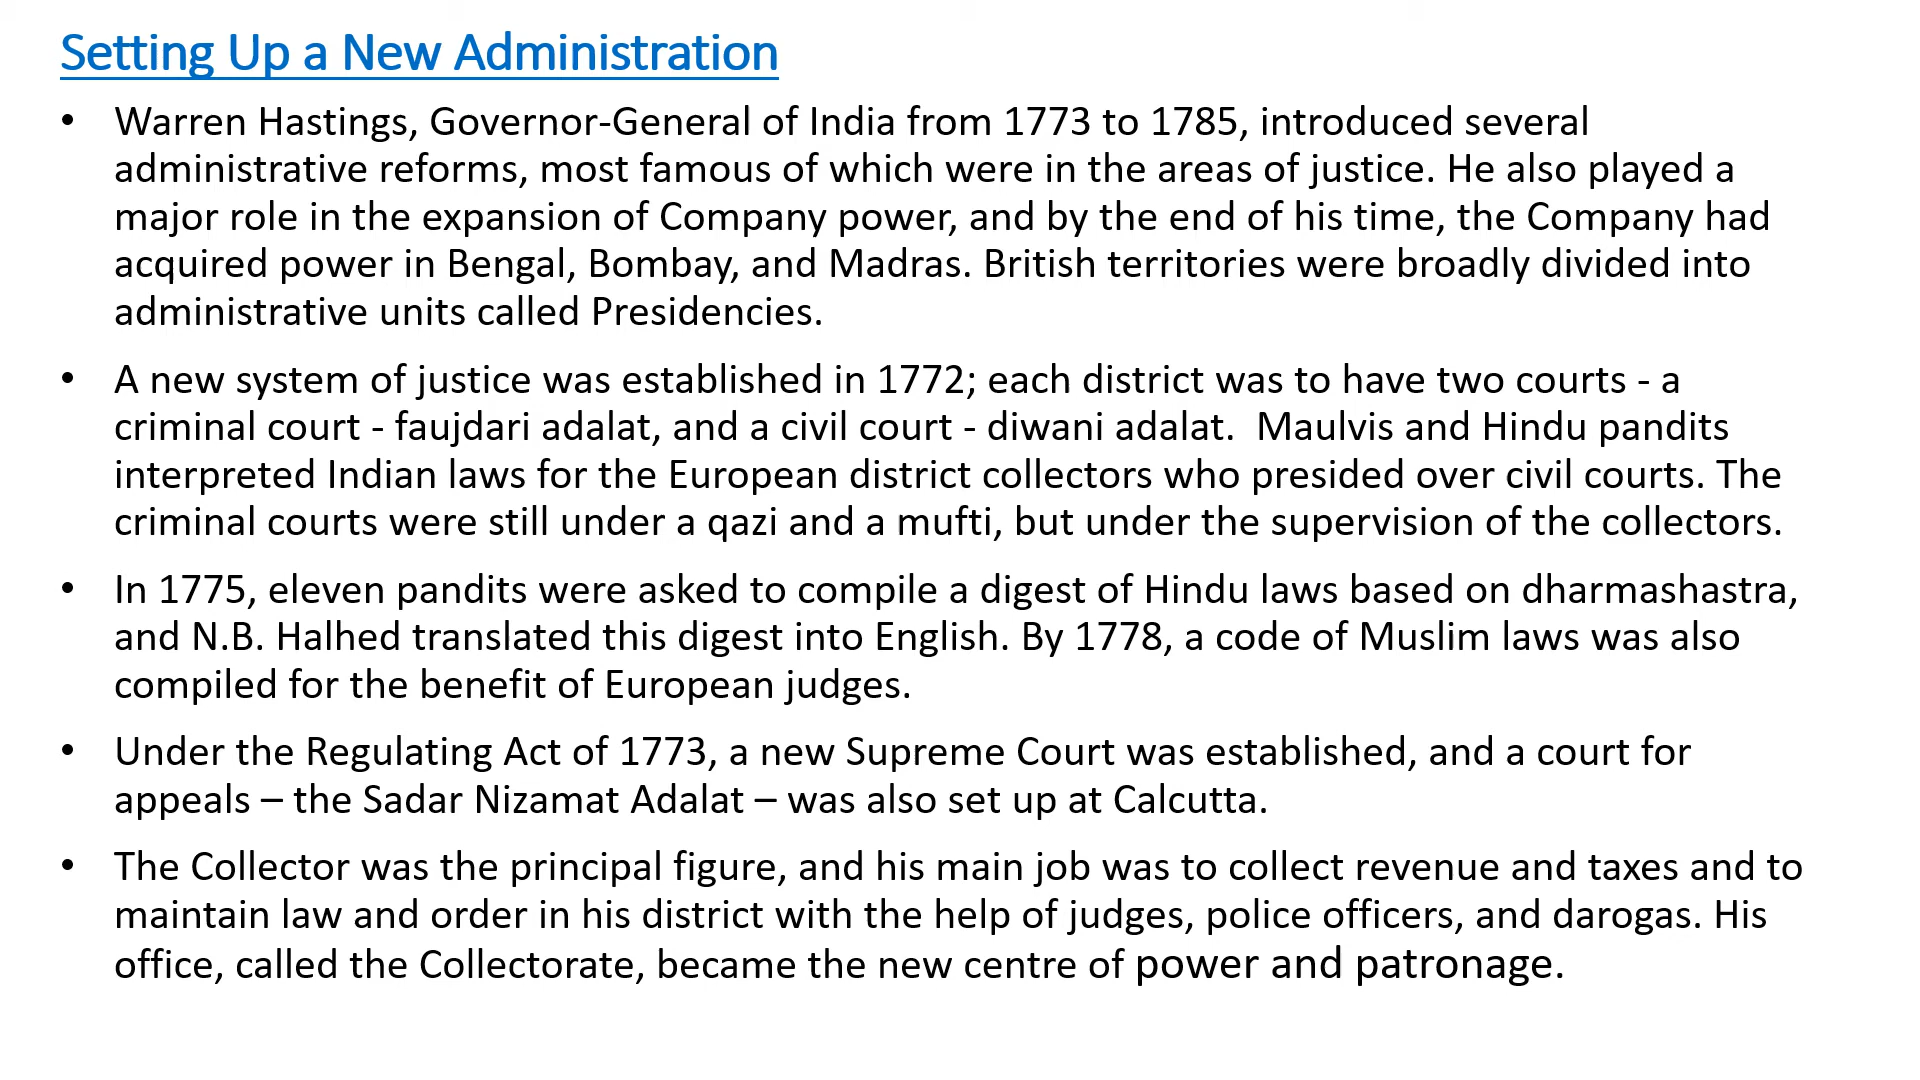 Setting Up a New Administration
• Warren Hastings, Governor-General of India from 1773 to 1785, introduced several
administrative reforms, most famous of which were in the areas of justice. He also played a
major role in the expansion of Company power, and by the end of his time, the Company had
acquired power in Bengal, Bombay, and Madras. British territories were broadly divided into
administrative units called Presidencies.
• A new system of justice was established in 1772; each district was to have two courts - a
criminal court - faujdari adalat, and a civil court - diwani adalat.  Maulvis and Hindu pandits
interpreted Indian laws for the European district collectors who presided over civil courts. The
criminal courts were still under a qazi and a mufti, but under the supervision of the collectors.
• In 1775, eleven pandits were asked to compile a digest of Hindu laws based on dharmashastra,
and N.B. Halhed translated this digest into English. By 1778, a code of Muslim laws was also
compiled for the benefit of European judges.
• Under the Regulating Act of 1773, a new Supreme Court was established, and a court for
appeals – the Sadar Nizamat Adalat – was also set up at Calcutta.
• The Collector was the principal figure, and his main job was to collect revenue and taxes and to
maintain law and order in his district with the help of judges, police officers, and darogas. His
office, called the Collectorate, became the new centre of power and patronage.